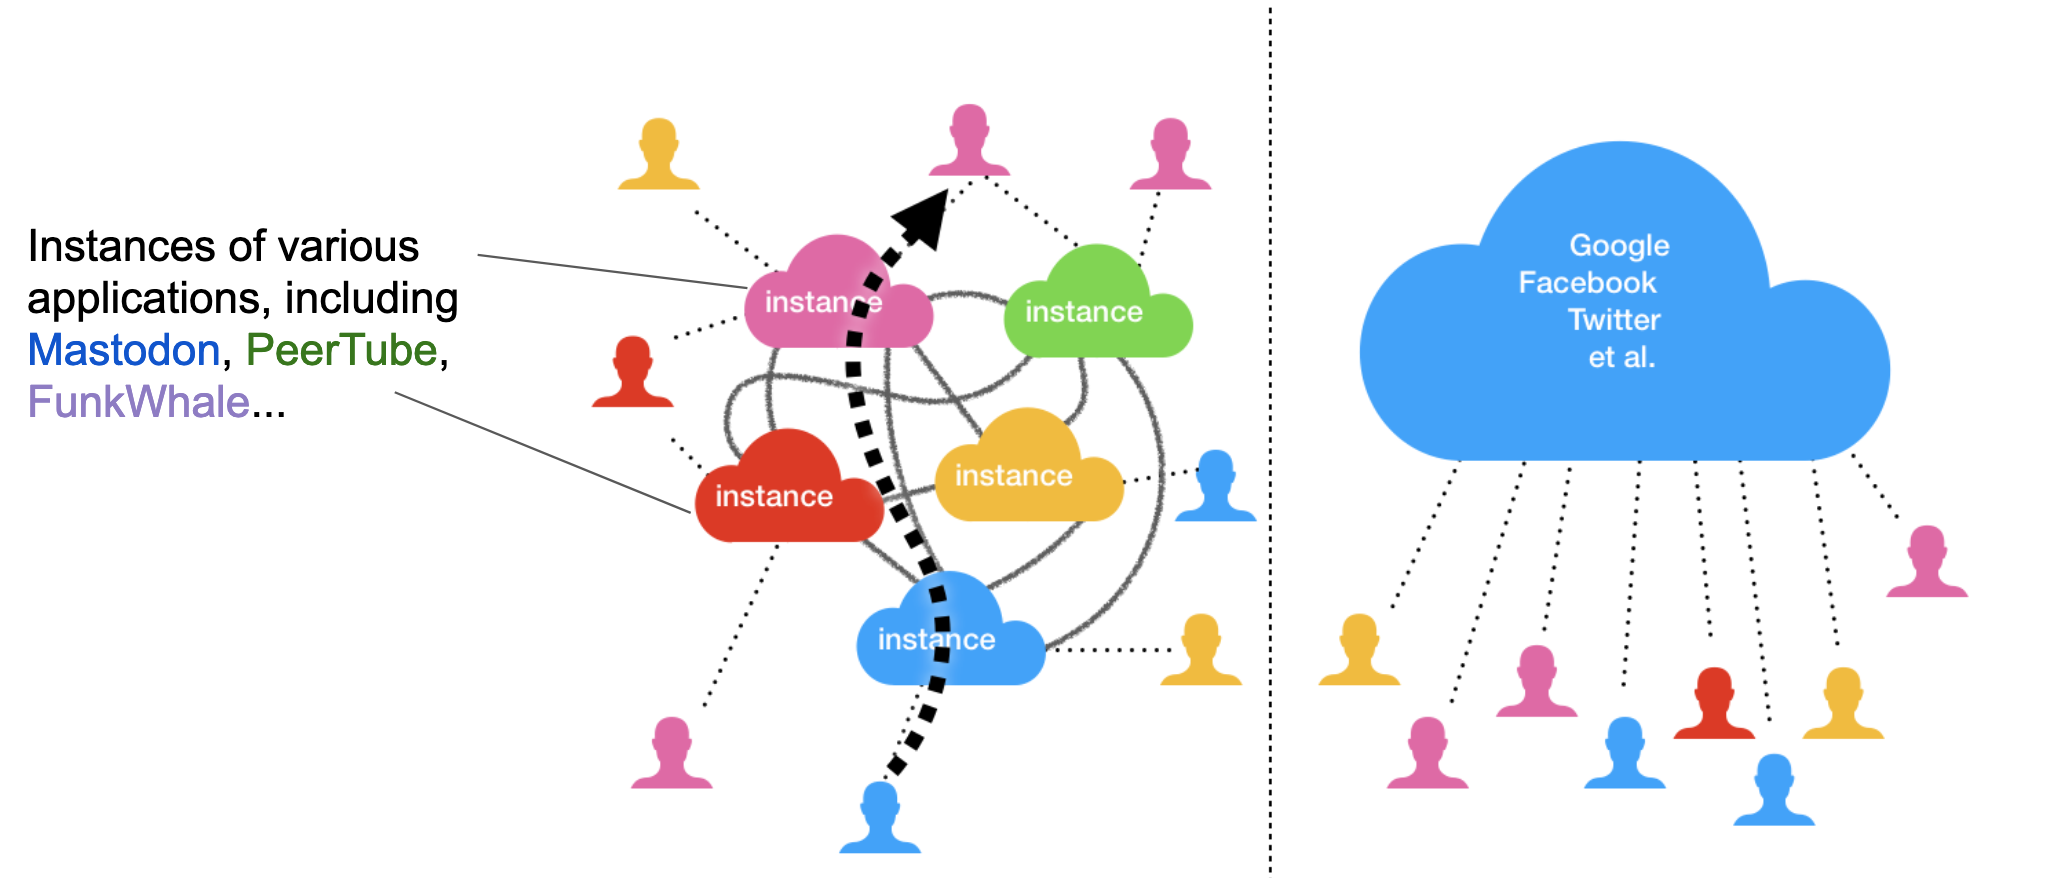 Instances of various
applications, including
Mastodon, PeerTube,
FunkWhale...
instance
instance
instance
instance
instance
Google
Facebook
Twitter
et al.